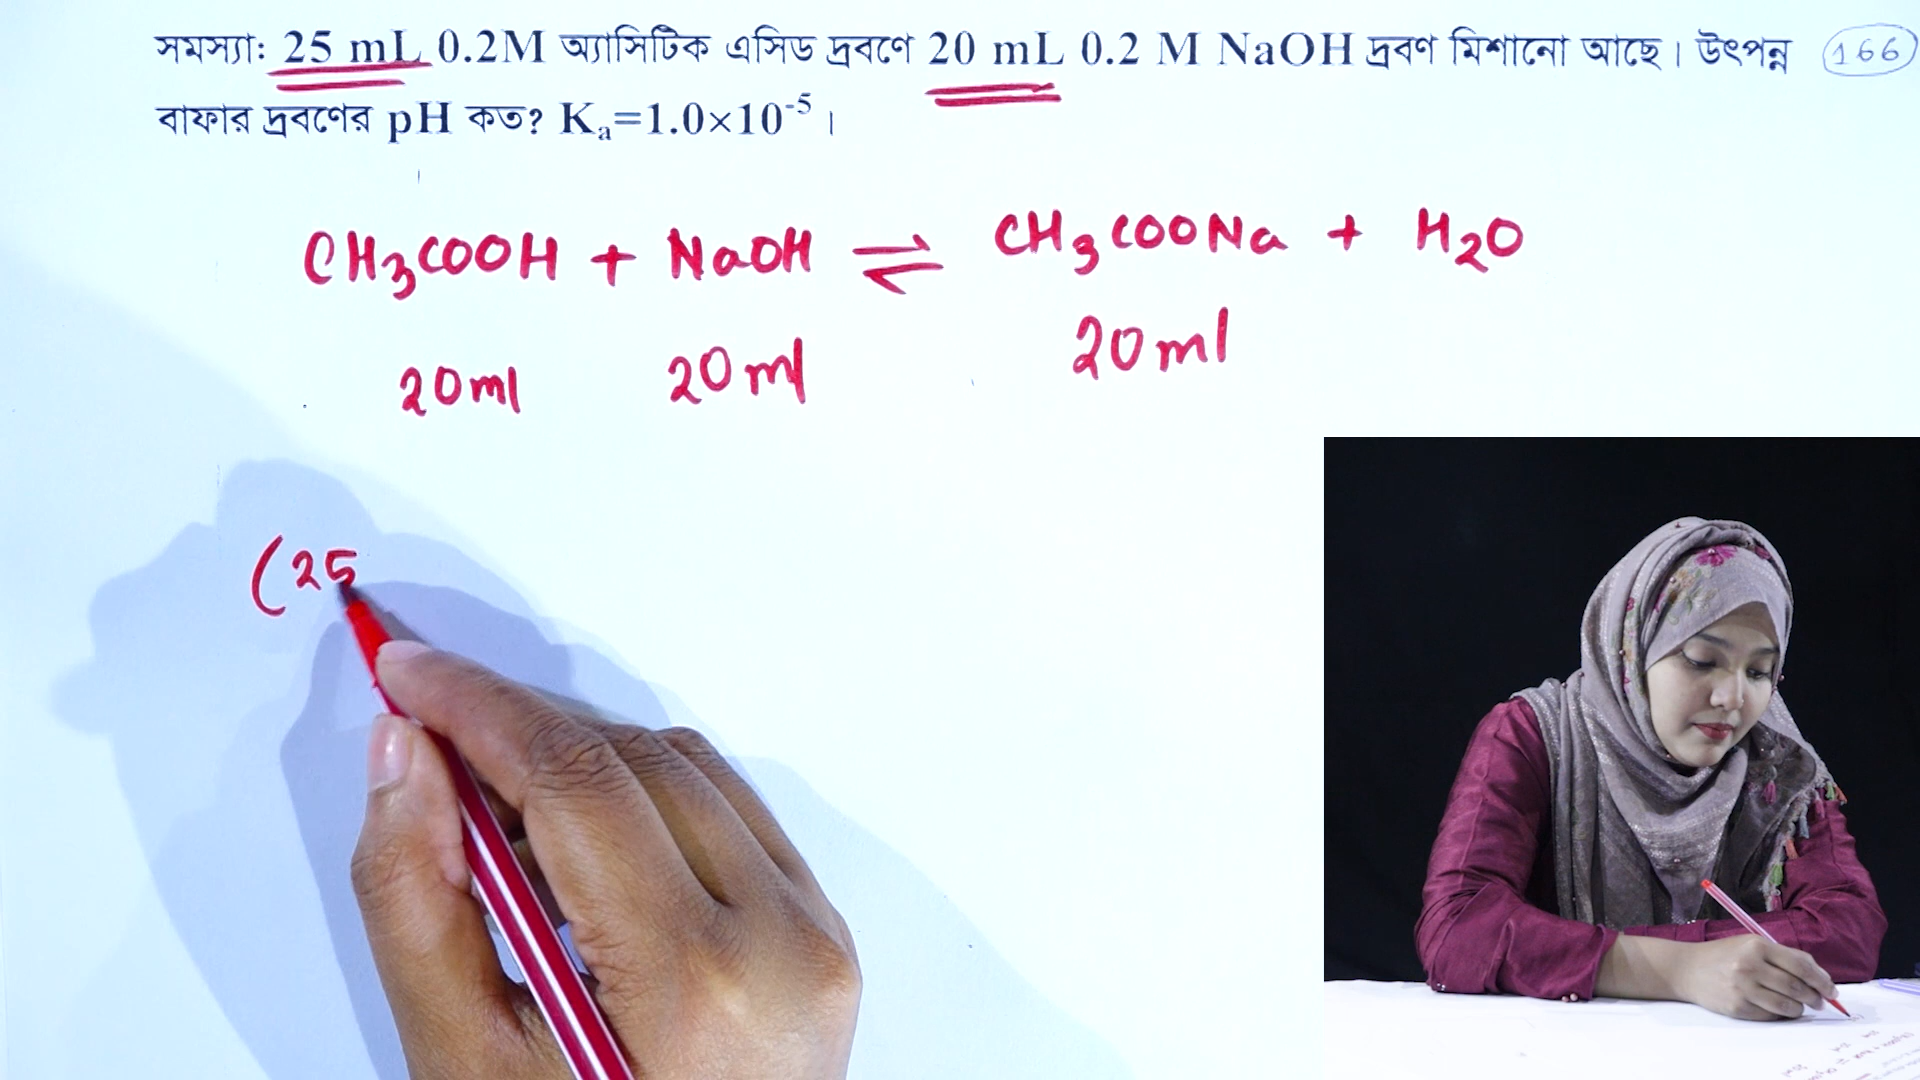 সমস্যাঃ 25 mL 0.2M অ্যাসিটিক এসিড দ্রবণে 20 mL 0.2 M NaOH দ্রবণ মিশানো আছে। উৎপন্ন 166
বাফার দ্রবণের pH কত? Kₐ=1.0×10⁻⁵।
CH₃COOH + NaOH ⇌ CH₃COONa + H₂O
20ml 20ml 20ml
(25